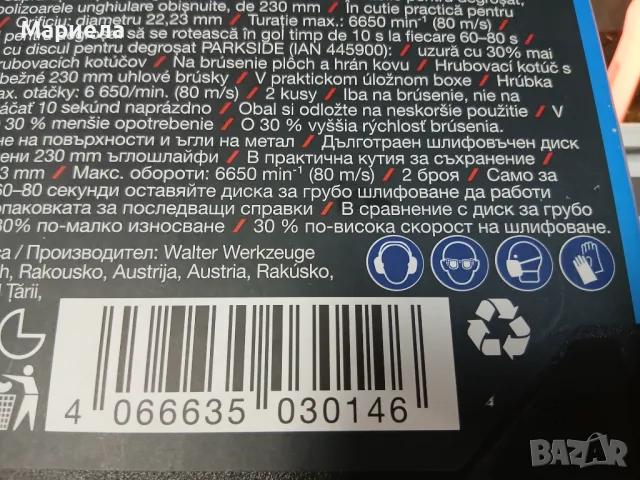 unghiulare obișnuite, de 230 mm / În cutie practică pentru
Мариела
orificiu: diametru 22,23 mm / Turație max.: 6650 min⁻¹ (80 m/s) /
să se rotească în gol timp de 10 s la fiecare 60–80 s /
cu discul pentru degroșat PARKSIDE (IAN 445900): / uzură cu 30% mai
hrubovacích kotúčov / Na brúsenie plôch a hrán kovu / Hrubovací kotúč s
bežné 230 mm uhlové brúsky / V praktickom úložnom boxe / Hrúbka
max. otáčky: 6 650/min. (80 m/s) / 2 kusy / Iba na brúsenie, nie na
točáčať 10 sekúnd naprázdno / Obal si odložte na neskoršie použitie / V
O 30 % menšie opotrebenie / O 30 % vyššia rýchlosť brúsenia.
не на повърхности и ъгли на метал / Дълготраен шлифовъчен диск
ени 230 mm ъглошлайфи / В практична кутия за съхранение /
3 mm / Макс. обороти: 6650 min⁻¹ (80 m/s) / 2 броя / Само за
60–80 секунди оставяйте диска за грубо шлифоване да работи
опаковката за последващи справки / В сравнение с диск за грубо
30% по-малко износване / 30 % по-висока скорост на шлифоване.
са / Производител: Walter Werkzeuge
h, Rakousko, Austrija, Austria, Rakúsko,
Țării,
4 066635 030146
BAZAR